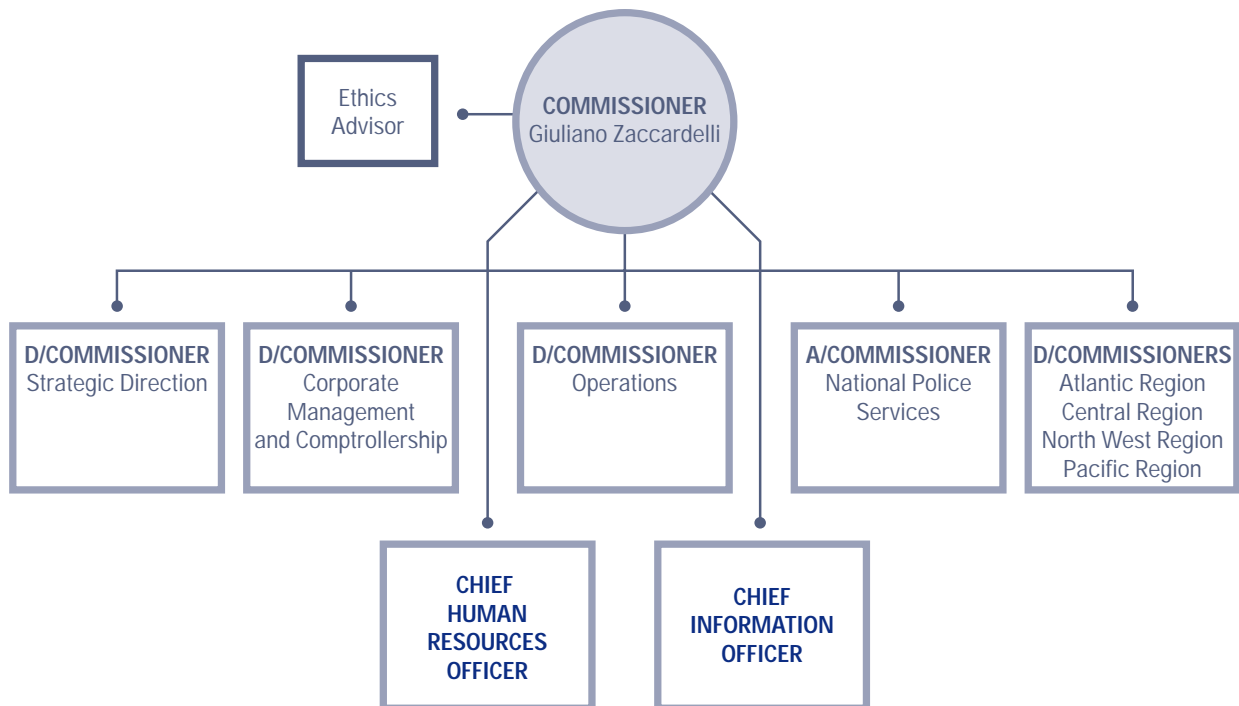 Ethics
Advisor
COMMISSIONER
Giuliano Zaccardelli
D/COMMISSIONER
Strategic Direction
D/COMMISSIONER
Corporate
Management
and Comptrollership
D/COMMISSIONER
Operations
A/COMMISSIONER
National Police
Services
D/COMMISSIONERS
Atlantic Region
Central Region
North West Region
Pacific Region
CHIEF
HUMAN
RESOURCES
OFFICER
CHIEF
INFORMATION
OFFICER